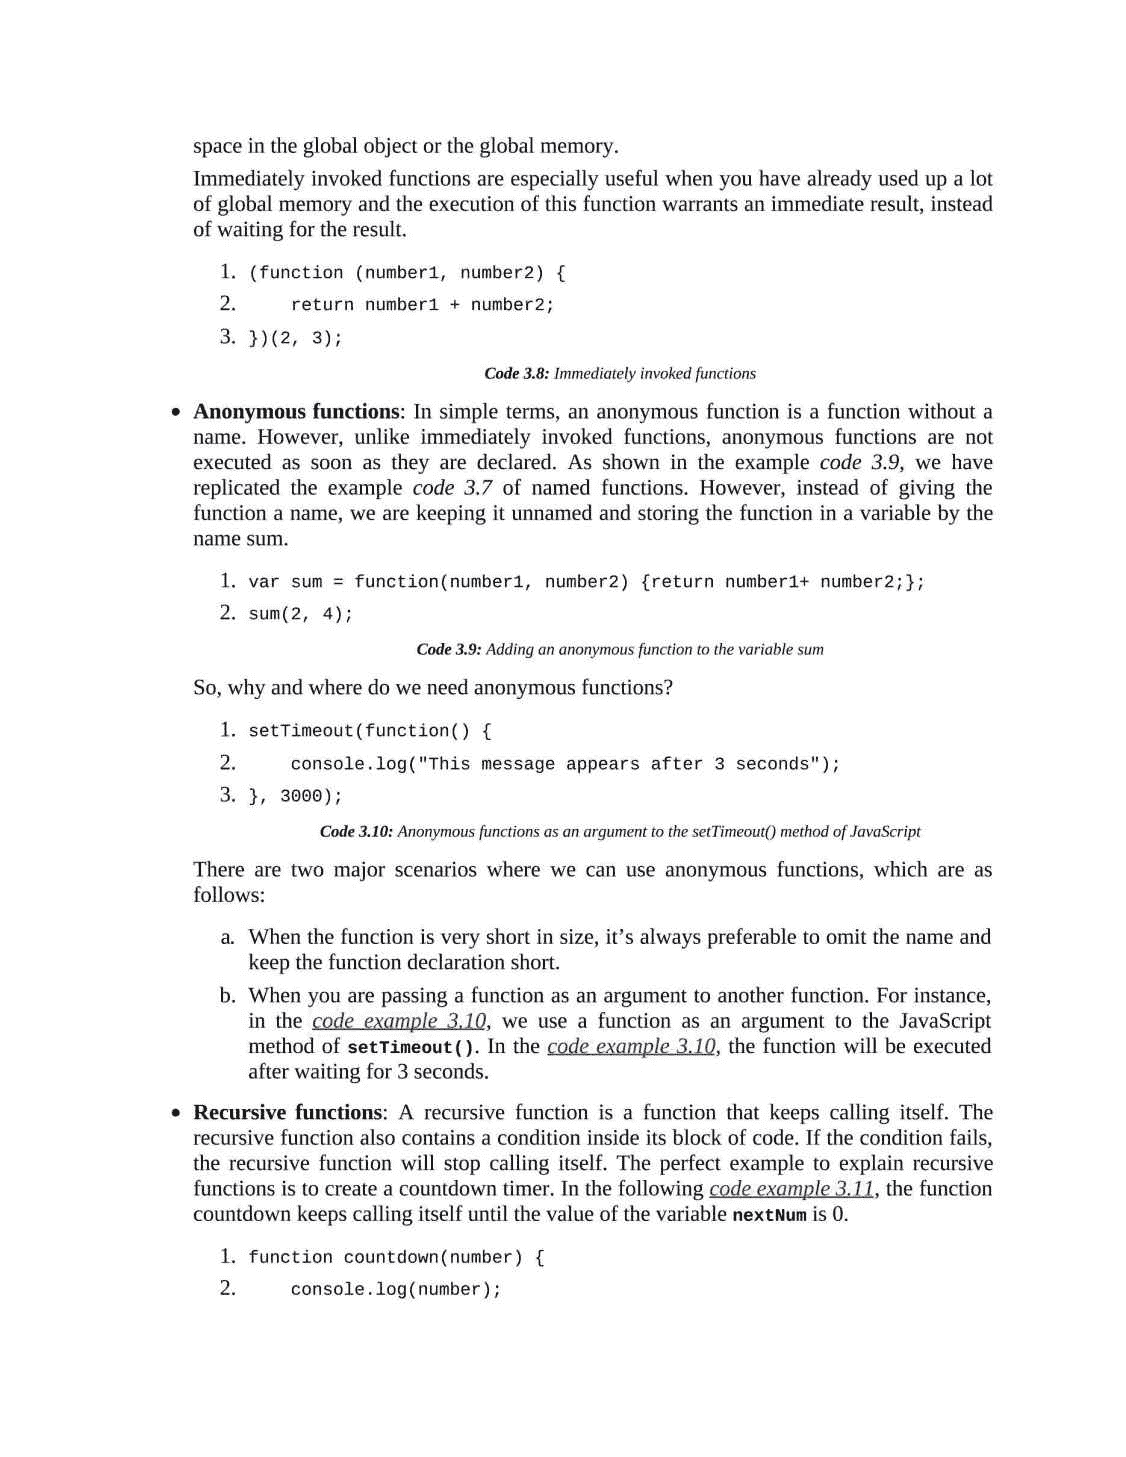 space in the global object or the global memory.
Immediately invoked functions are especially useful when you have already used up a lot
of global memory and the execution of this function warrants an immediate result, instead
of waiting for the result.
1. (function (number1, number2) {
2.     return number1 + number2;
3. })(2, 3);
Code 3.8: Immediately invoked functions
• Anonymous functions: In simple terms, an anonymous function is a function without a
name. However, unlike immediately invoked functions, anonymous functions are not
executed as soon as they are declared. As shown in the example code 3.9, we have
replicated the example code 3.7 of named functions. However, instead of giving the
function a name, we are keeping it unnamed and storing the function in a variable by the
name sum.
1. var sum = function(number1, number2) {return number1+ number2;};
2. sum(2, 4);
Code 3.9: Adding an anonymous function to the variable sum
So, why and where do we need anonymous functions?
1. setTimeout(function() {
2.     console.log("This message appears after 3 seconds");
3. }, 3000);
Code 3.10: Anonymous functions as an argument to the setTimeout() method of JavaScript
There are two major scenarios where we can use anonymous functions, which are as
follows:
a. When the function is very short in size, it’s always preferable to omit the name and
keep the function declaration short.
b. When you are passing a function as an argument to another function. For instance,
in the code example 3.10, we use a function as an argument to the JavaScript
method of setTimeout(). In the code example 3.10, the function will be executed
after waiting for 3 seconds.
• Recursive functions: A recursive function is a function that keeps calling itself. The
recursive function also contains a condition inside its block of code. If the condition fails,
the recursive function will stop calling itself. The perfect example to explain recursive
functions is to create a countdown timer. In the following code example 3.11, the function
countdown keeps calling itself until the value of the variable nextNum is 0.
1. function countdown(number) {
2.     console.log(number);